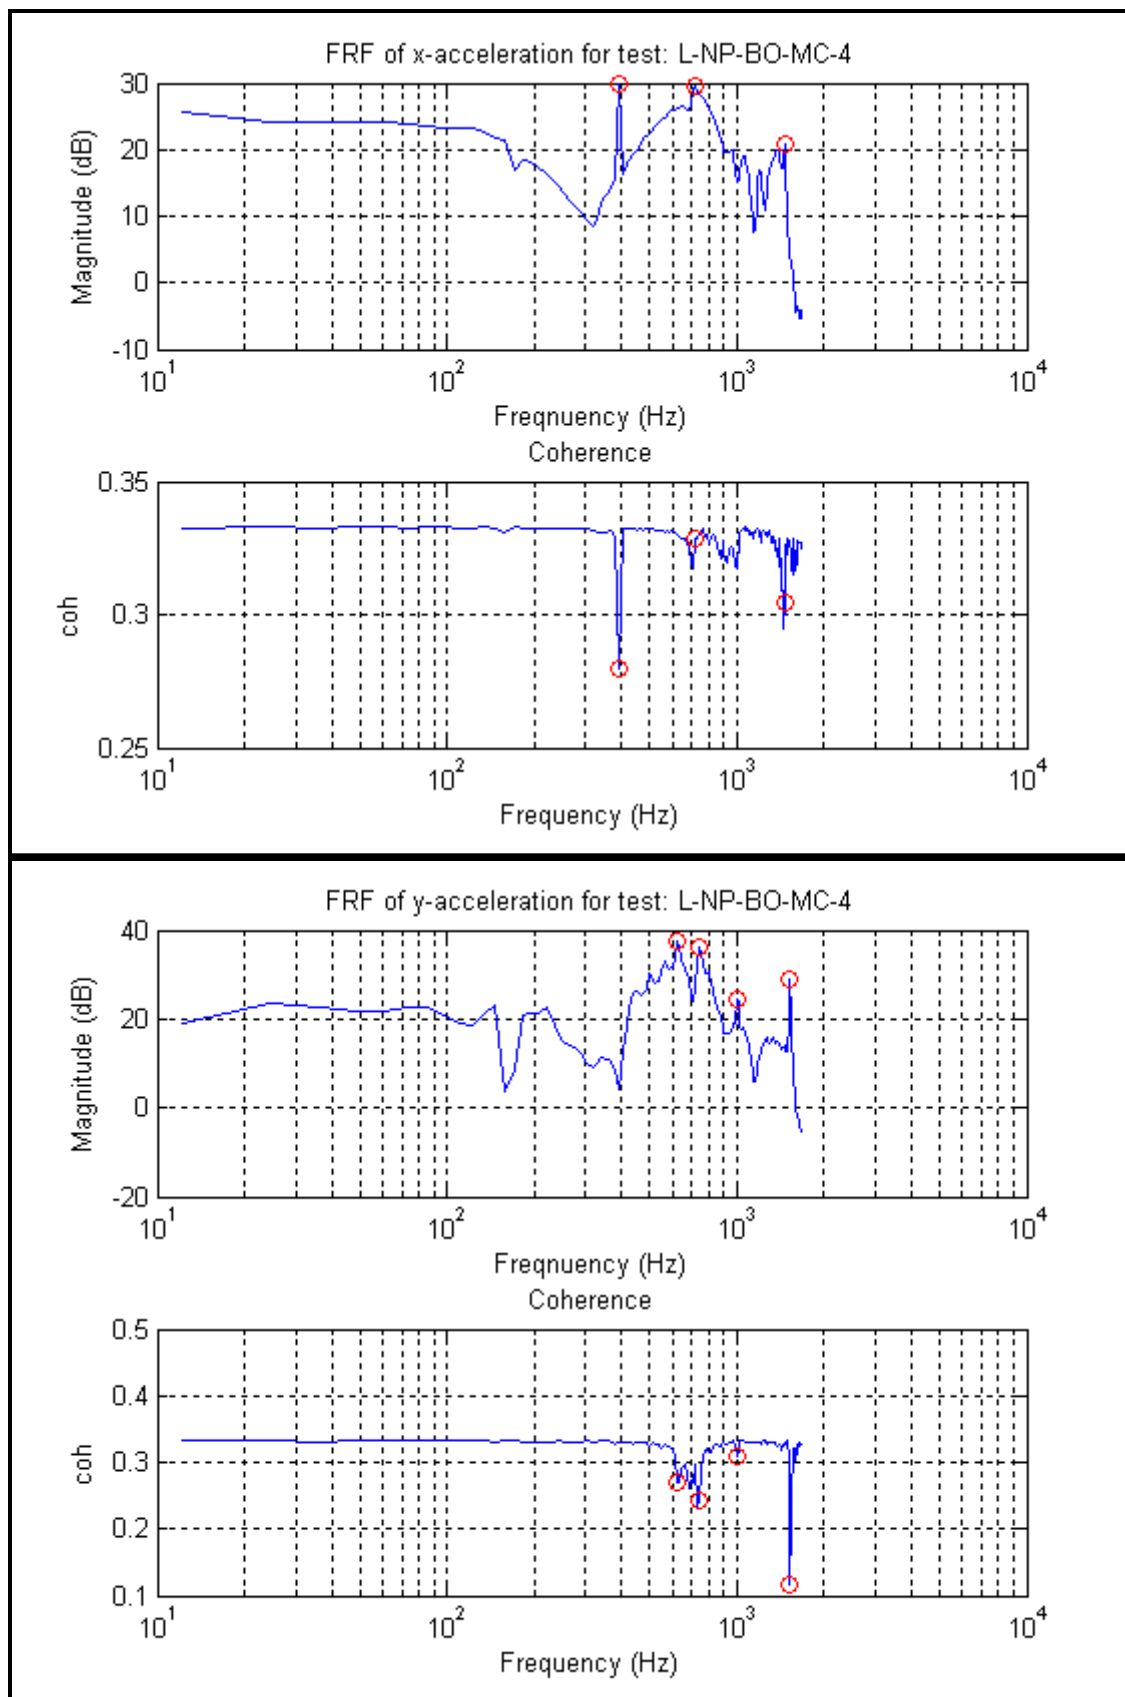 FRF of x-acceleration for test: L-NP-BO-MC-4
30
20
10
0
-10
Magnitude (dB)
10^1 10^2 10^3 10^4
Freqnuency (Hz)
Coherence
0.35
0.3
0.25
coh
10^1 10^2 10^3 10^4
Frequency (Hz)
FRF of y-acceleration for test: L-NP-BO-MC-4
40
20
0
-20
Magnitude (dB)
10^1 10^2 10^3 10^4
Freqnuency (Hz)
Coherence
0.5
0.4
0.3
0.2
0.1
coh
10^1 10^2 10^3 10^4
Frequency (Hz)